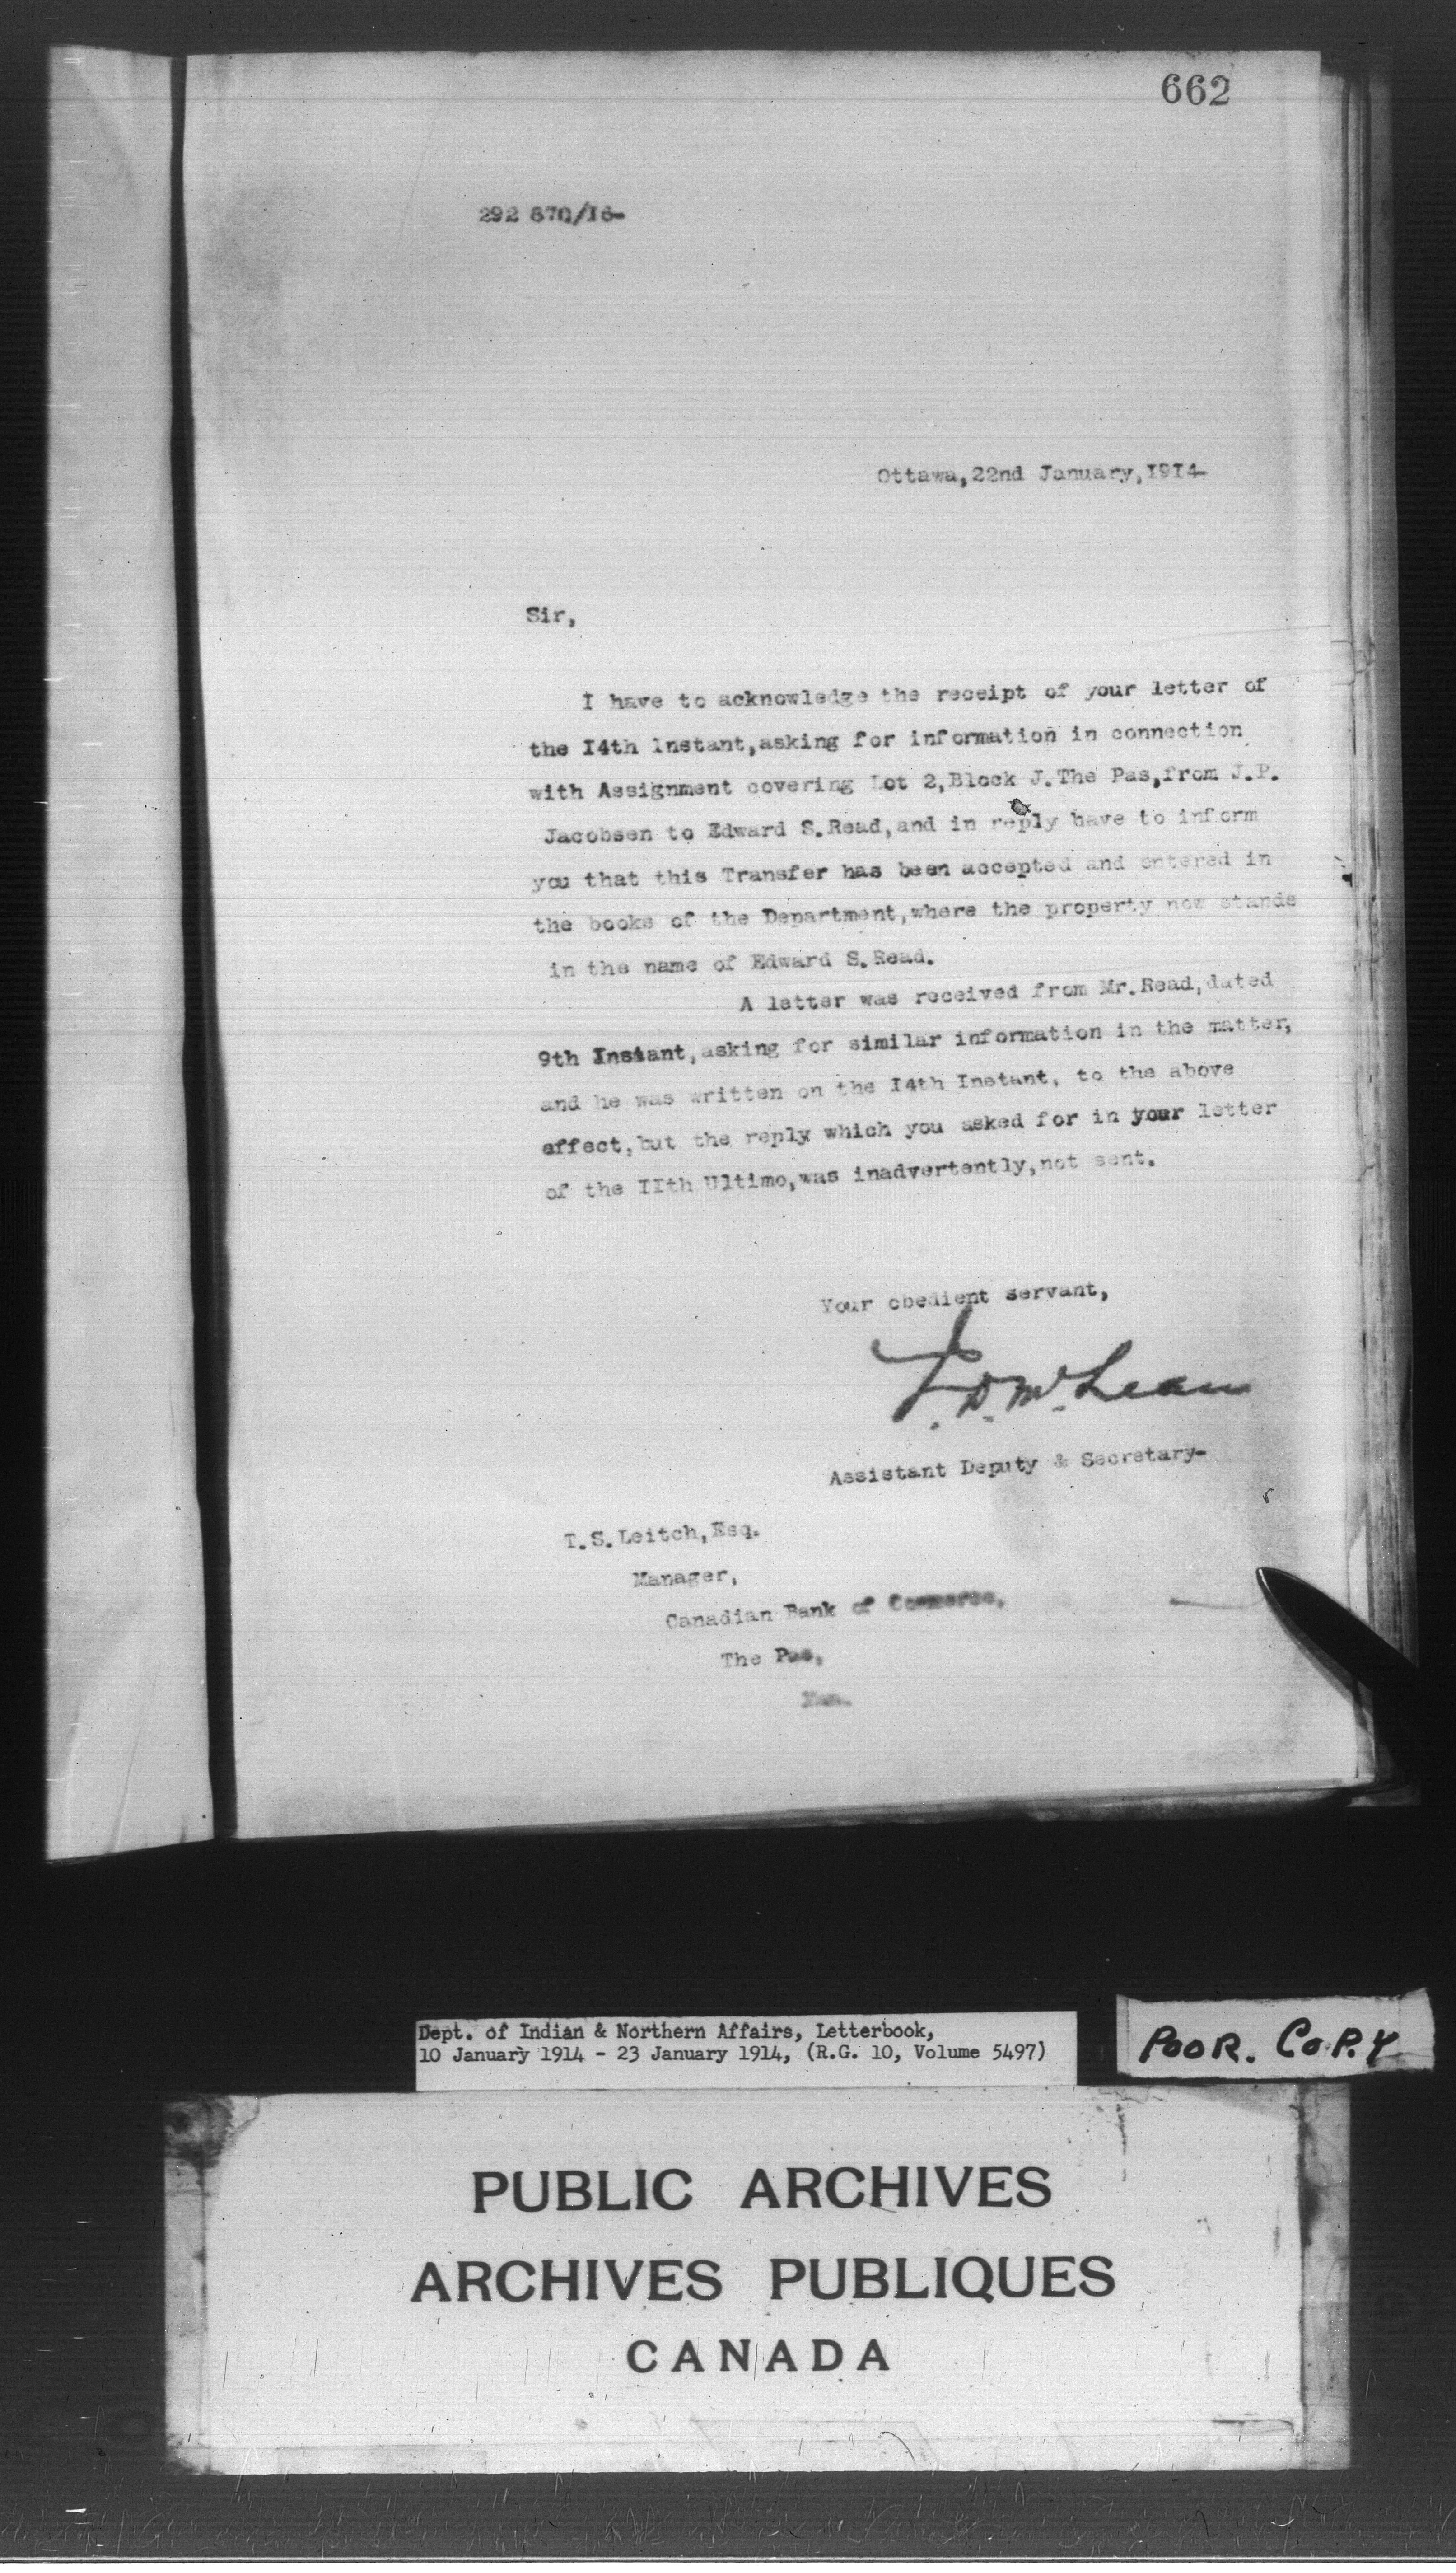 662
292 670/I6-
Ottawa,22nd January,I9I4-
Sir,
I have to acknowledge the receipt of your letter of
the I4th Instant,asking for information in connection
with Assignment covering Lot 2,Block J.The Pas,from J.P.
Jacobsen to Edward S.Read,and in reply have to inform
you that this Transfer has been accepted and entered in
the books of the Department,where the property now stands
in the name of Edward S.Read.
A letter was received from Mr.Read,dated
9th Instant,asking for similar information in the matter,
and he was written on the I4th Instant, to the above
effect,but the reply which you asked for in your letter
of the IIth Ultimo,was inadvertently,not sent.
Your obedient servant,
J.D. McLean
Assistant Deputy & Secretary-
T.S.Leitch,Esq.
Manager,
Canadian Bank of Commerce,
The Pas,
Man.
Dept. of Indian & Northern Affairs, Letterbook,
10 January 1914 - 23 January 1914, (R.G. 10, Volume 5497)
POOR. COPY
PUBLIC ARCHIVES
ARCHIVES PUBLIQUES
CANADA